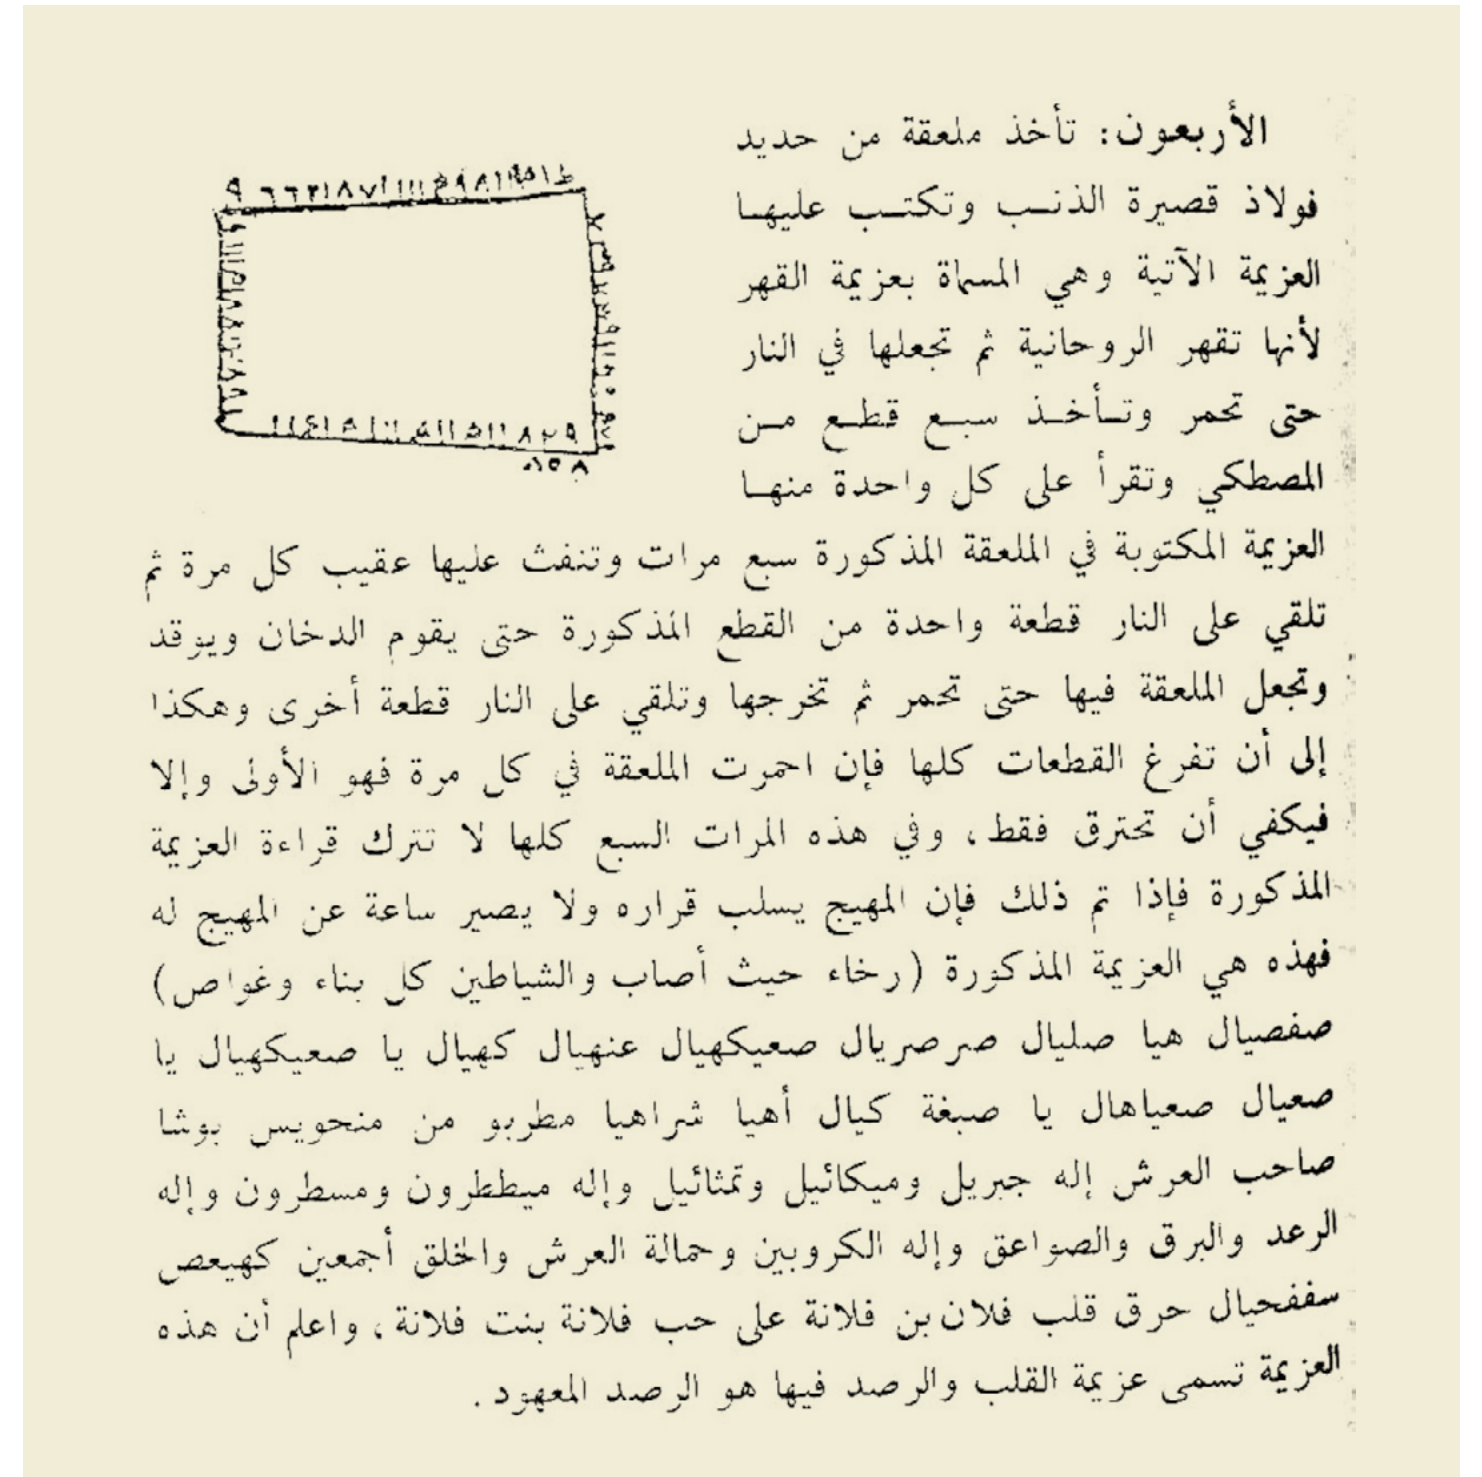 الأربعون: تأخذ ملعقة من حديد
فولاذ قصيرة الذنب وتكتب عليها
العزيمة الآتية وهي المسماة بعزيمة القهر
لأنها تقهر الروحانية ثم تجعلها في النار
حتى تحمر وتأخذ سبع قطع من
المصطكي وتقرأ على كل واحدة منها
العزيمة المكتوبة في الملعقة المذكورة سبع مرات وتنفث عليها عقيب كل مرة ثم
تلقي على النار قطعة واحدة من القطع المذكورة حتى يقوم الدخان ويوقد
وتجعل الملعقة فيها حتى تحمر ثم تخرجها وتلقي على النار قطعة أخرى وهكذا
إلى أن تفرغ القطعات كلها فإن احمرت الملعقة في كل مرة فهو الأولى وإلا
فيكفي أن تحترق فقط، وفي هذه المرات السبع كلها لا تترك قراءة العزيمة
المذكورة فإذا تم ذلك فإن المهيج يسلب قراره ولا يصير ساعة عن المهيج له
فهذه هي العزيمة المذكورة (رخاء حيث أصاب والشياطين كل بناء وغواص)
صفصيال هيا صليال صرصريال صعيكهيال عنهيال كهيال يا صعيكهيال يا
صعيال صعياهال يا صبغة كيال أهيا شراهيا مطربو من منحويس بوشا
صاحب العرش إله جبريل وميكائيل وتمثائيل وإله ميططرون ومسطرون وإله
الرعد والبرق والصواعق وإله الكروبين وحمالة العرش والخلق أجمعين كهيعص
سففحيال حرق قلب فلان بن فلانة على حب فلانة بنت فلانة، واعلم أن هذه
العزيمة تسمى عزيمة القلب والرصد فيها هو الرصد المعهود.